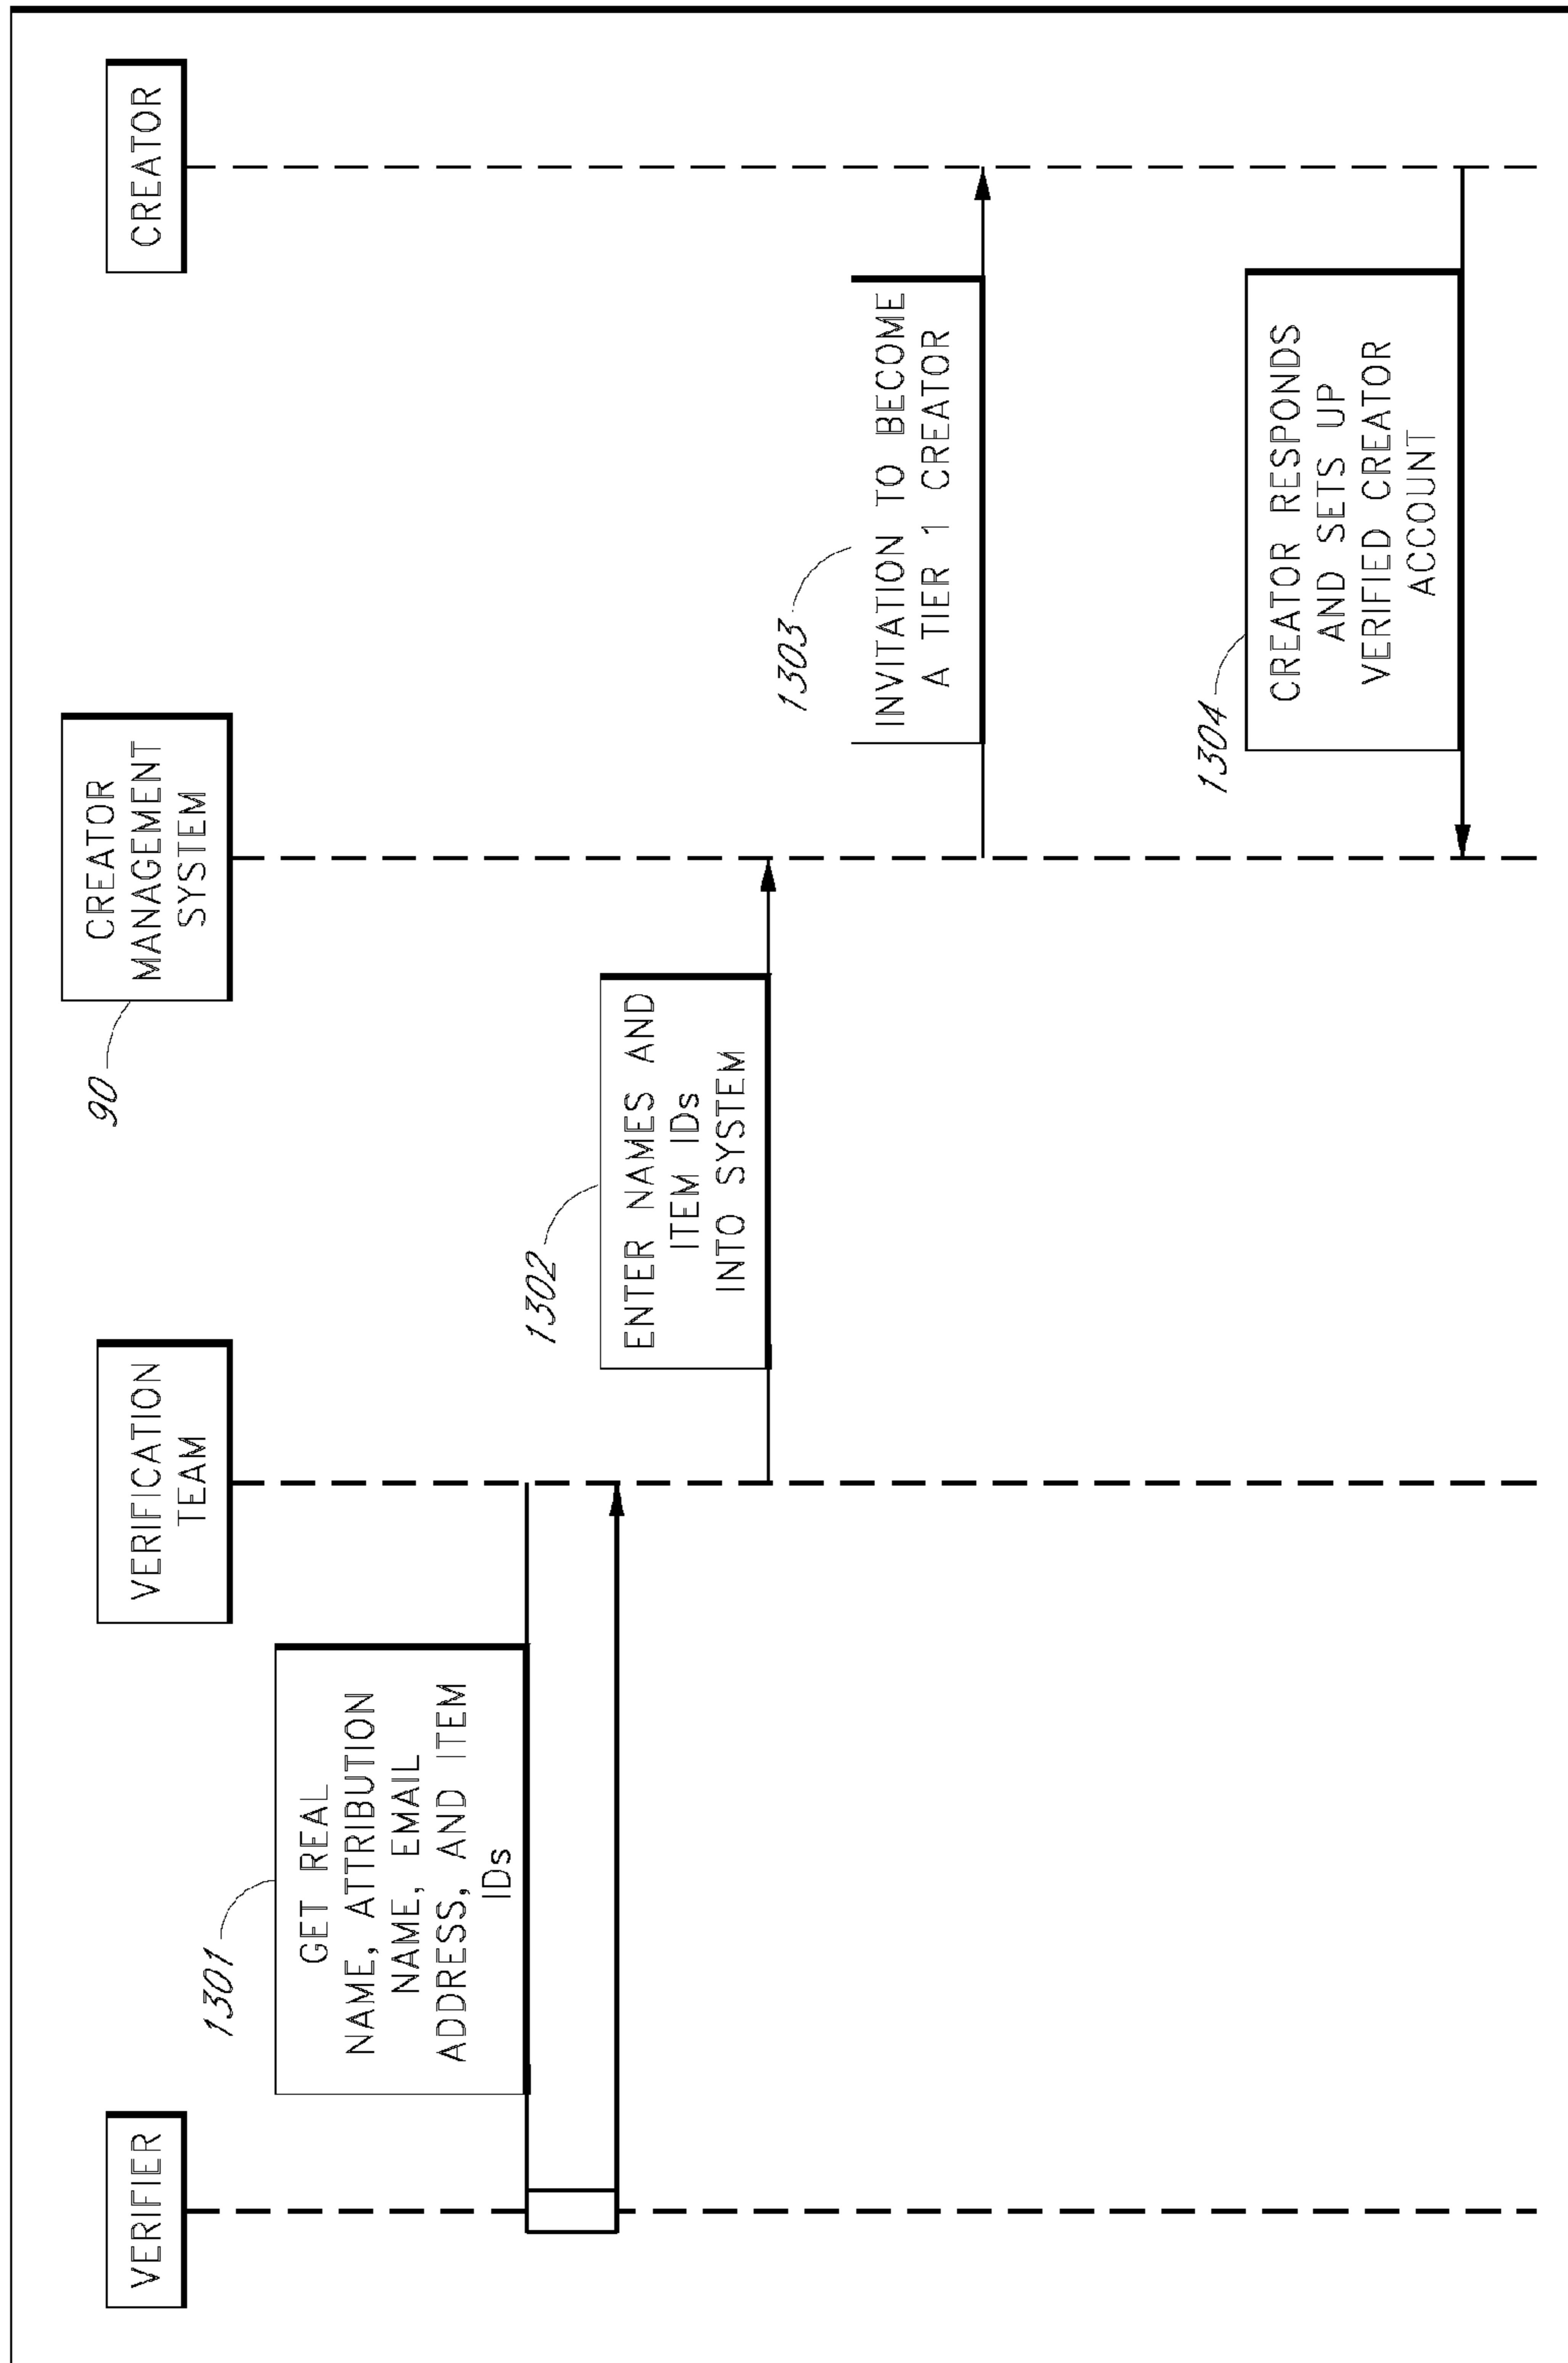 VERIFIER
VERIFICATION
TEAM
90
CREATOR
MANAGEMENT
SYSTEM
CREATOR
1301
GET REAL
NAME, ATTRIBUTION
NAME, EMAIL
ADDRESS, AND ITEM
IDs
1302
ENTER NAMES AND
ITEM IDs
INTO SYSTEM
1303
INVITATION TO BECOME
A TIER 1 CREATOR
1304
CREATOR RESPONDS
AND SETS UP
VERIFIED CREATOR
ACCOUNT